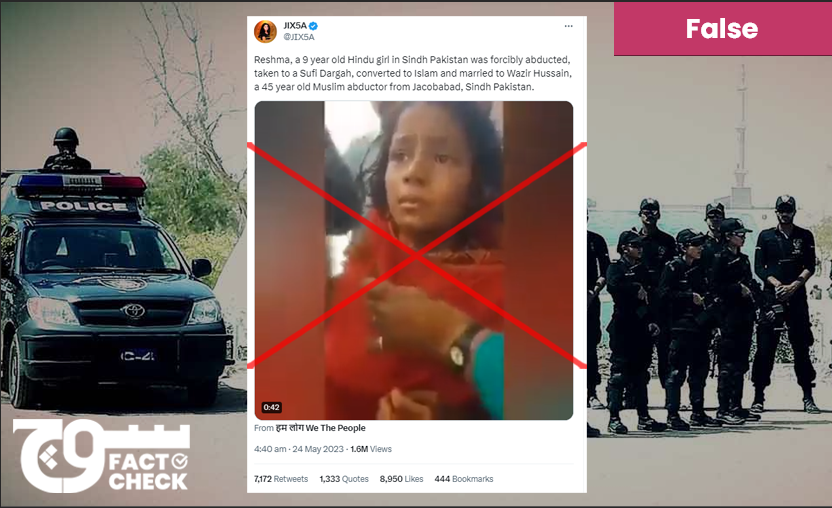 False
JIX5A
@JIX5A
Reshma, a 9 year old Hindu girl in Sindh Pakistan was forcibly abducted,
taken to a Sufi Dargah, converted to Islam and married to Wazir Hussain,
a 45 year old Muslim abductor from Jacobabad, Sindh Pakistan.
POLICE
0:42
From हम लोग We The People
4:40 am · 24 May 2023 · 1.6M Views
7,172 Retweets 1,333 Quotes 8,950 Likes 444 Bookmarks
FACT
CHECK